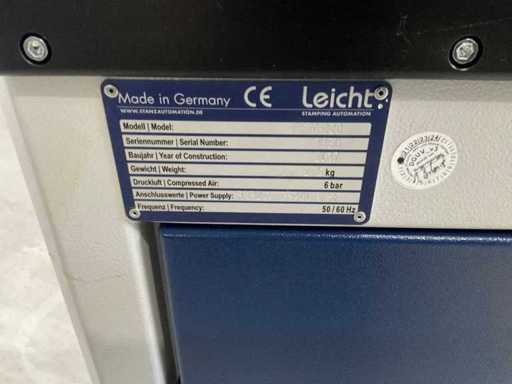 Made in Germany CE Leicht
WWW.STANZAUTOMATION.DE STAMPING AUTOMATION
Modell | Model:
Seriennummer | Serial Number:
Baujahr | Year of Construction:
Gewicht | Weight: kg
Druckluft | Compressed Air: 6 bar
Anschlusswerte | Power Supply:
Frequenz | Frequency: 50 / 60 Hz